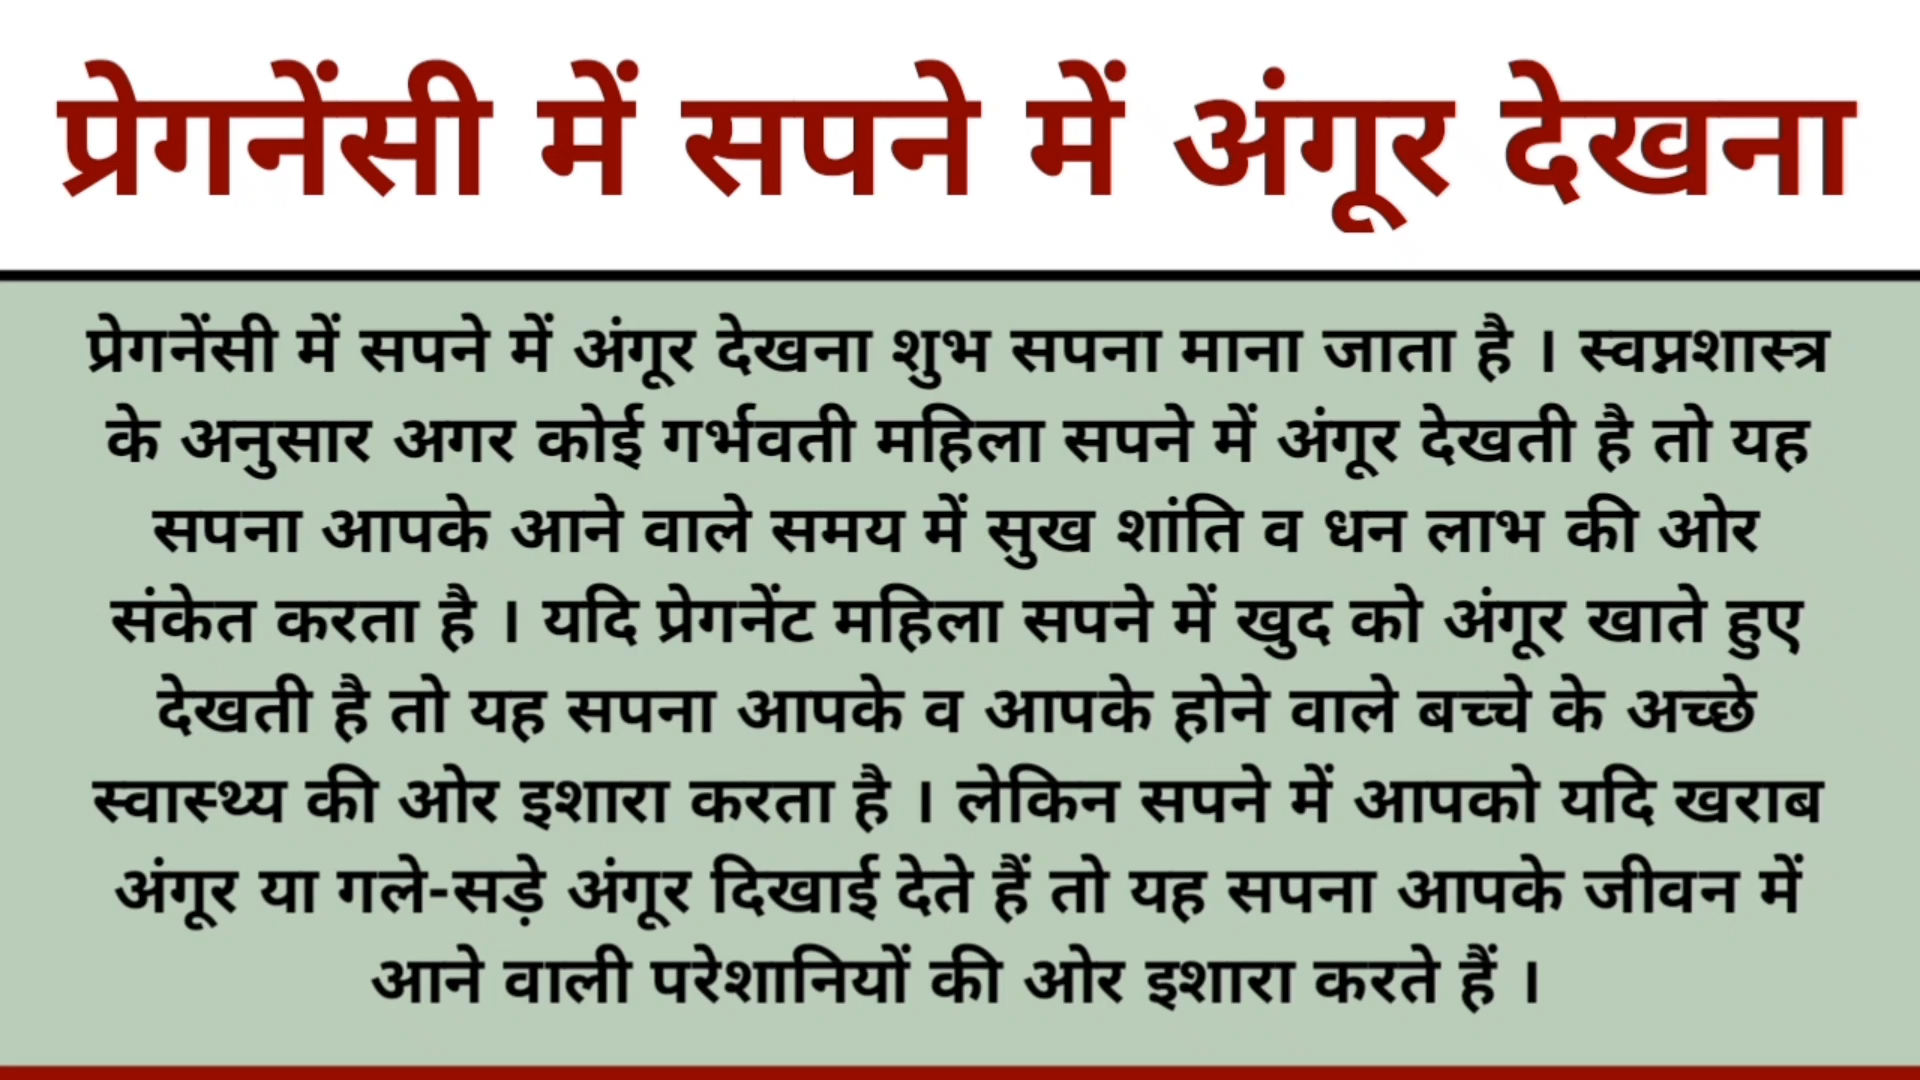 प्रेगनेंसी में सपने में अंगूर देखना
प्रेगनेंसी में सपने में अंगूर देखना शुभ सपना माना जाता है । स्वप्नशास्त्र
के अनुसार अगर कोई गर्भवती महिला सपने में अंगूर देखती है तो यह
सपना आपके आने वाले समय में सुख शांति व धन लाभ की ओर
संकेत करता है । यदि प्रेगनेंट महिला सपने में खुद को अंगूर खाते हुए
देखती है तो यह सपना आपके व आपके होने वाले बच्चे के अच्छे
स्वास्थ्य की ओर इशारा करता है । लेकिन सपने में आपको यदि खराब
अंगूर या गले-सड़े अंगूर दिखाई देते हैं तो यह सपना आपके जीवन में
आने वाली परेशानियों की ओर इशारा करते हैं ।